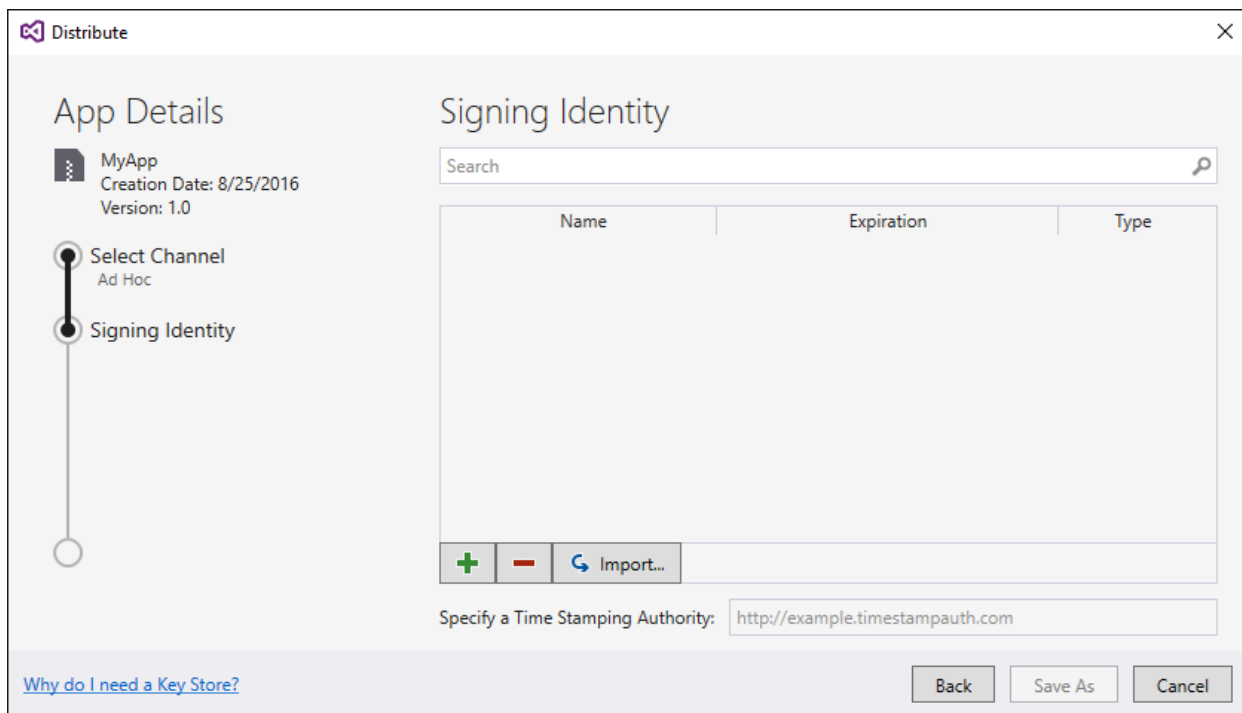 Distribute
App Details
MyApp
Creation Date: 8/25/2016
Version: 1.0
Select Channel
Ad Hoc
Signing Identity
Signing Identity
Search
Name Expiration Type
Import...
Specify a Time Stamping Authority: http://example.timestampauth.com
Why do I need a Key Store?
Back Save As Cancel